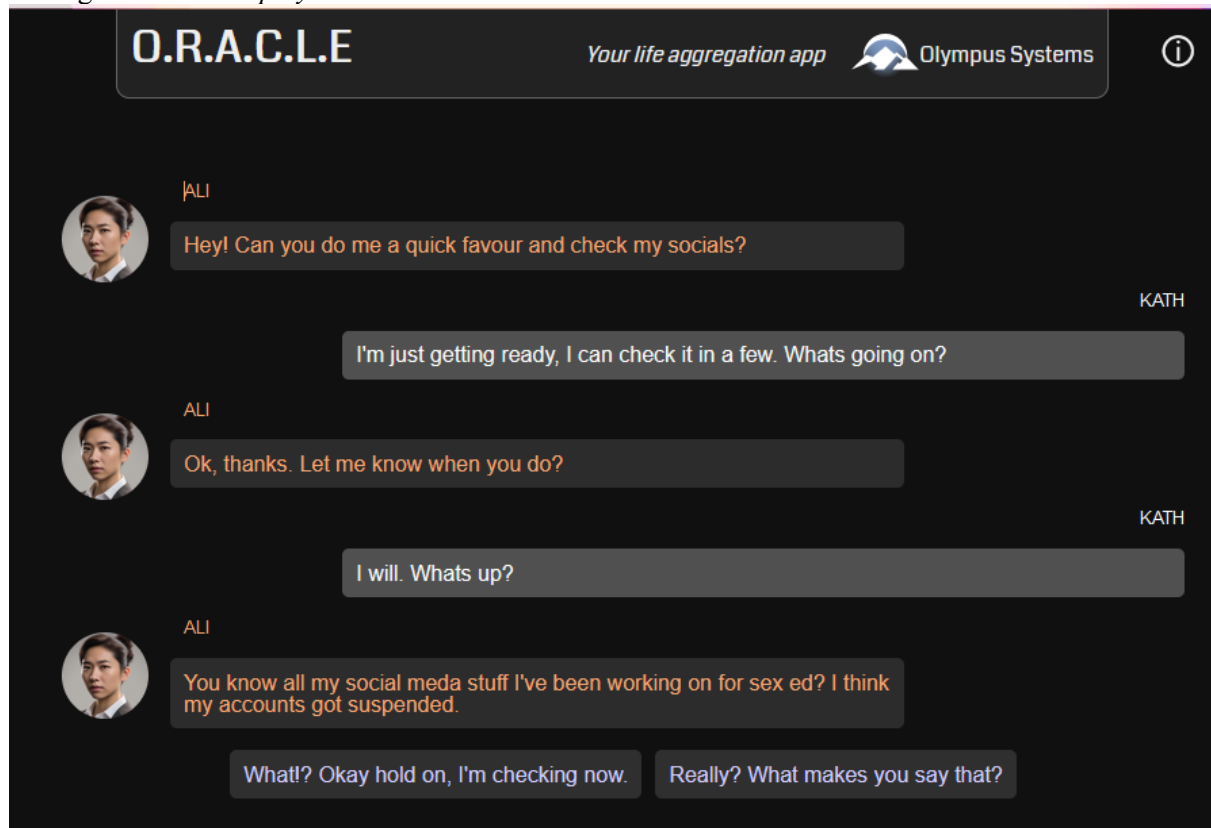 O.R.A.C.L.E
Your life aggregation app
Olympus Systems
ALI
Hey! Can you do me a quick favour and check my socials?
KATH
I'm just getting ready, I can check it in a few. Whats going on?
ALI
Ok, thanks. Let me know when you do?
KATH
I will. Whats up?
ALI
You know all my social meda stuff I've been working on for sex ed? I think
my accounts got suspended.
What!? Okay hold on, I'm checking now.
Really? What makes you say that?